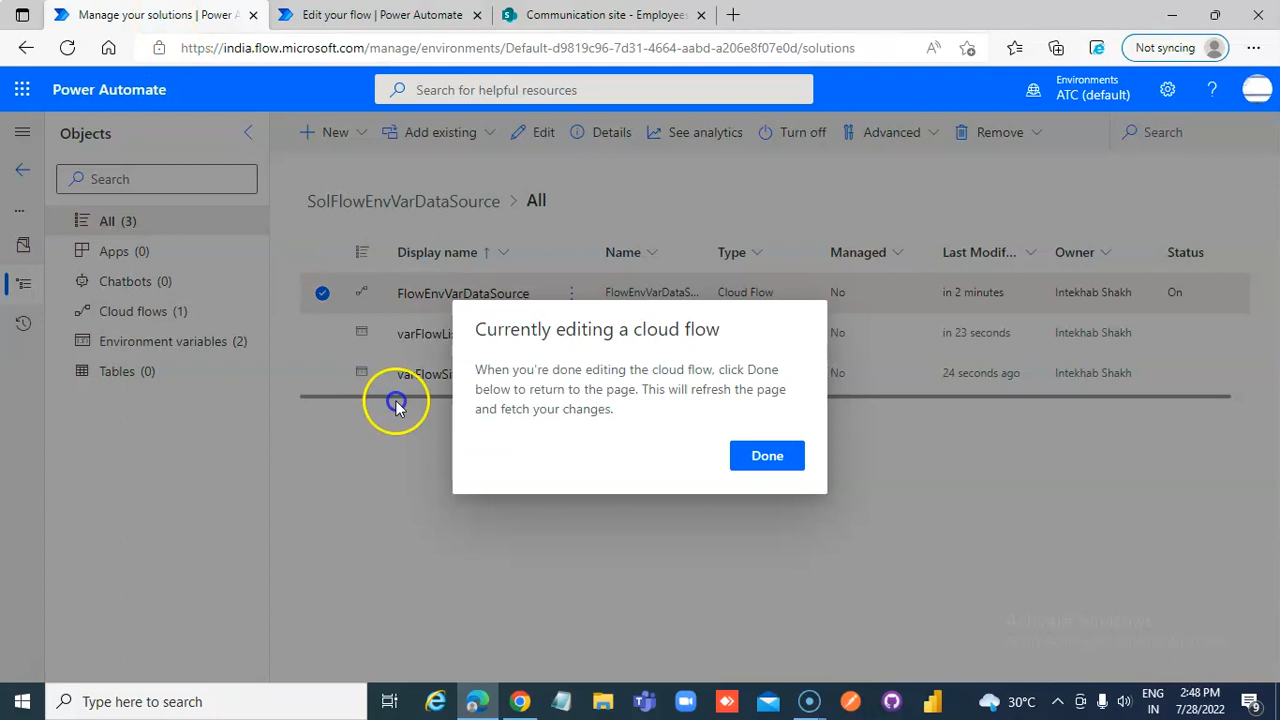 Manage your solutions | Power A
Edit your flow | Power Automate
Communication site - Employees
https://india.flow.microsoft.com/manage/environments/Default-d9819c96-7d31-4664-aabd-a206e8f07e0d/solutions
Not syncing
Power Automate
Search for helpful resources
Environments
ATC (default)
Objects
New
Add existing
Edit
Details
See analytics
Turn off
Advanced
Remove
Search
Search
SolFlowEnvVarDataSource > All
All (3)
Apps (0)
Chatbots (0)
Cloud flows (1)
Environment variables (2)
Tables (0)
Display name
Name
Type
Managed
Last Modif...
Owner
Status
FlowEnvVarDataSource
FlowEnvVarDataS...
Cloud Flow
No
in 2 minutes
Intekhab Shakh
On
varFlowLi
No
in 23 seconds
Intekhab Shakh
varFlowSi
No
24 seconds ago
Intekhab Shakh
Currently editing a cloud flow
When you're done editing the cloud flow, click Done
below to return to the page. This will refresh the page
and fetch your changes.
Done
Activate Windows
Type here to search
30°C
ENG
IN
2:48 PM
7/28/2022
9